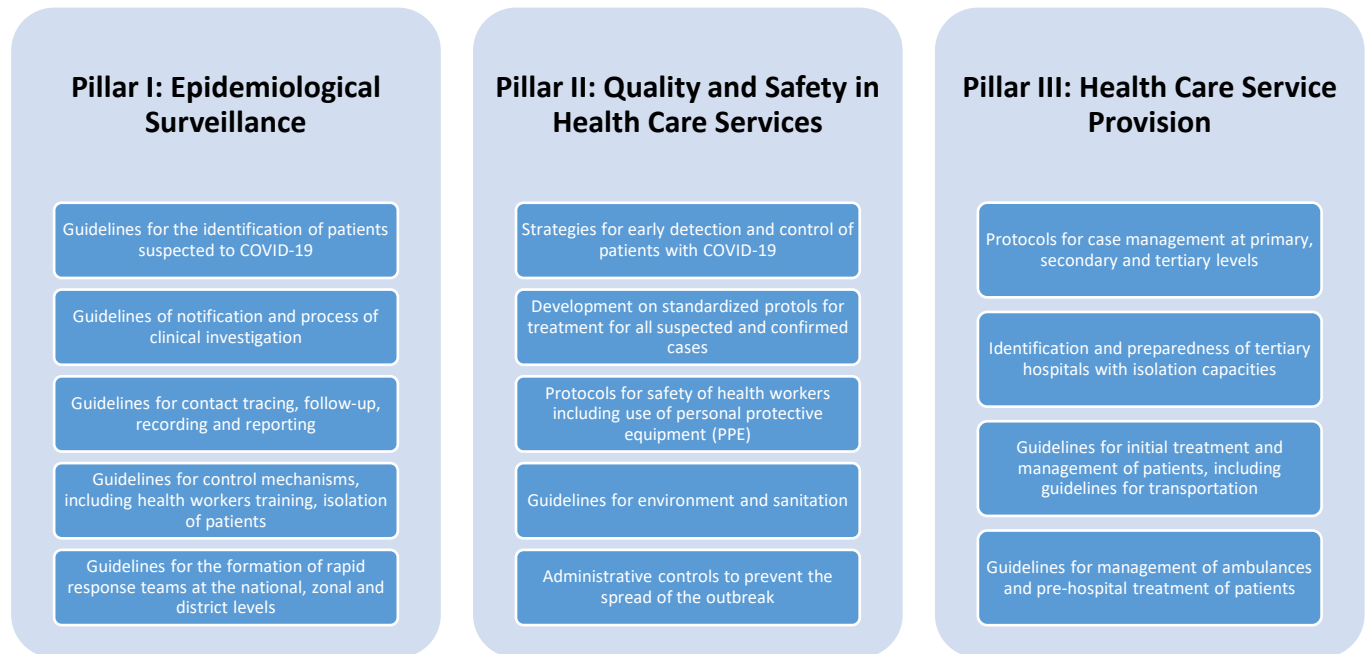 Pillar I: Epidemiological
Surveillance
Guidelines for the identification of patients
suspected to COVID-19
Guidelines of notification and process of
clinical investigation
Guidelines for contact tracing, follow-up,
recording and reporting
Guidelines for control mechanisms,
including health workers training, isolation
of patients
Guidelines for the formation of rapid
response teams at the national, zonal and
district levels
Pillar II: Quality and Safety in
Health Care Services
Strategies for early detection and control of
patients with COVID-19
Development on standardized protols for
treatment for all suspected and confirmed
cases
Protocols for safety of health workers
including use of personal protective
equipment (PPE)
Guidelines for environment and sanitation
Administrative controls to prevent the
spread of the outbreak
Pillar III: Health Care Service
Provision
Protocols for case management at primary,
secondary and tertiary levels
Identification and preparedness of tertiary
hospitals with isolation capacities
Guidelines for initial treatment and
management of patients, including
guidelines for transportation
Guidelines for management of ambulances
and pre-hospital treatment of patients